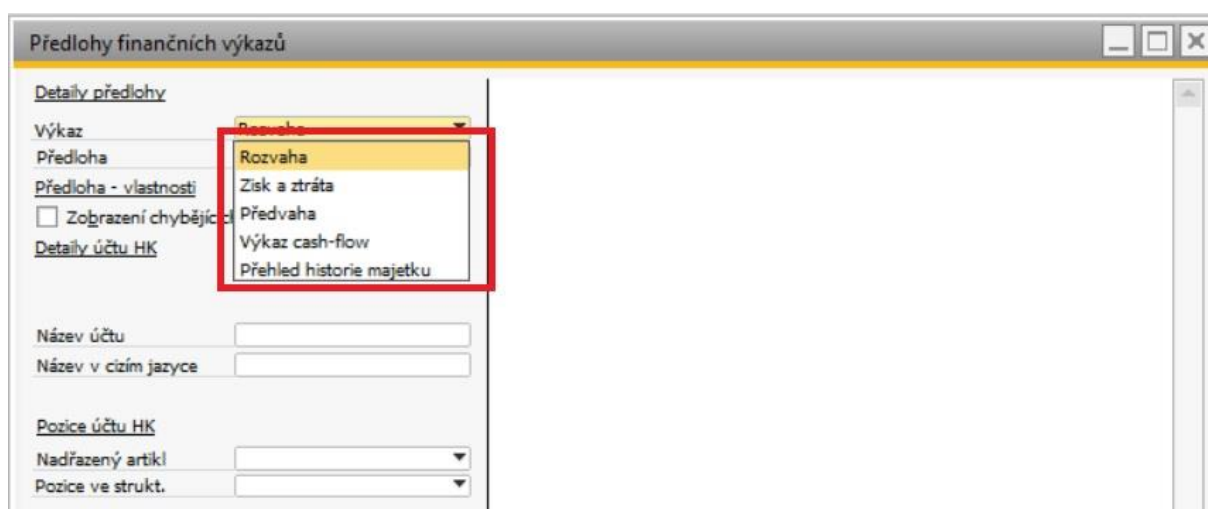 Předlohy finančních výkazů
Detaily předlohy
Výkaz Rozvaha
Předloha
Rozvaha
Předloha - vlastnosti
Zisk a ztráta
Zobrazení
Předvaha
Detaily účtu HK
Výkaz cash-flow
Přehled historie majetku
Název účtu
Název v cizím jazyce
Pozice účtu HK
Nadřazený artikl
Pozice ve strukt.